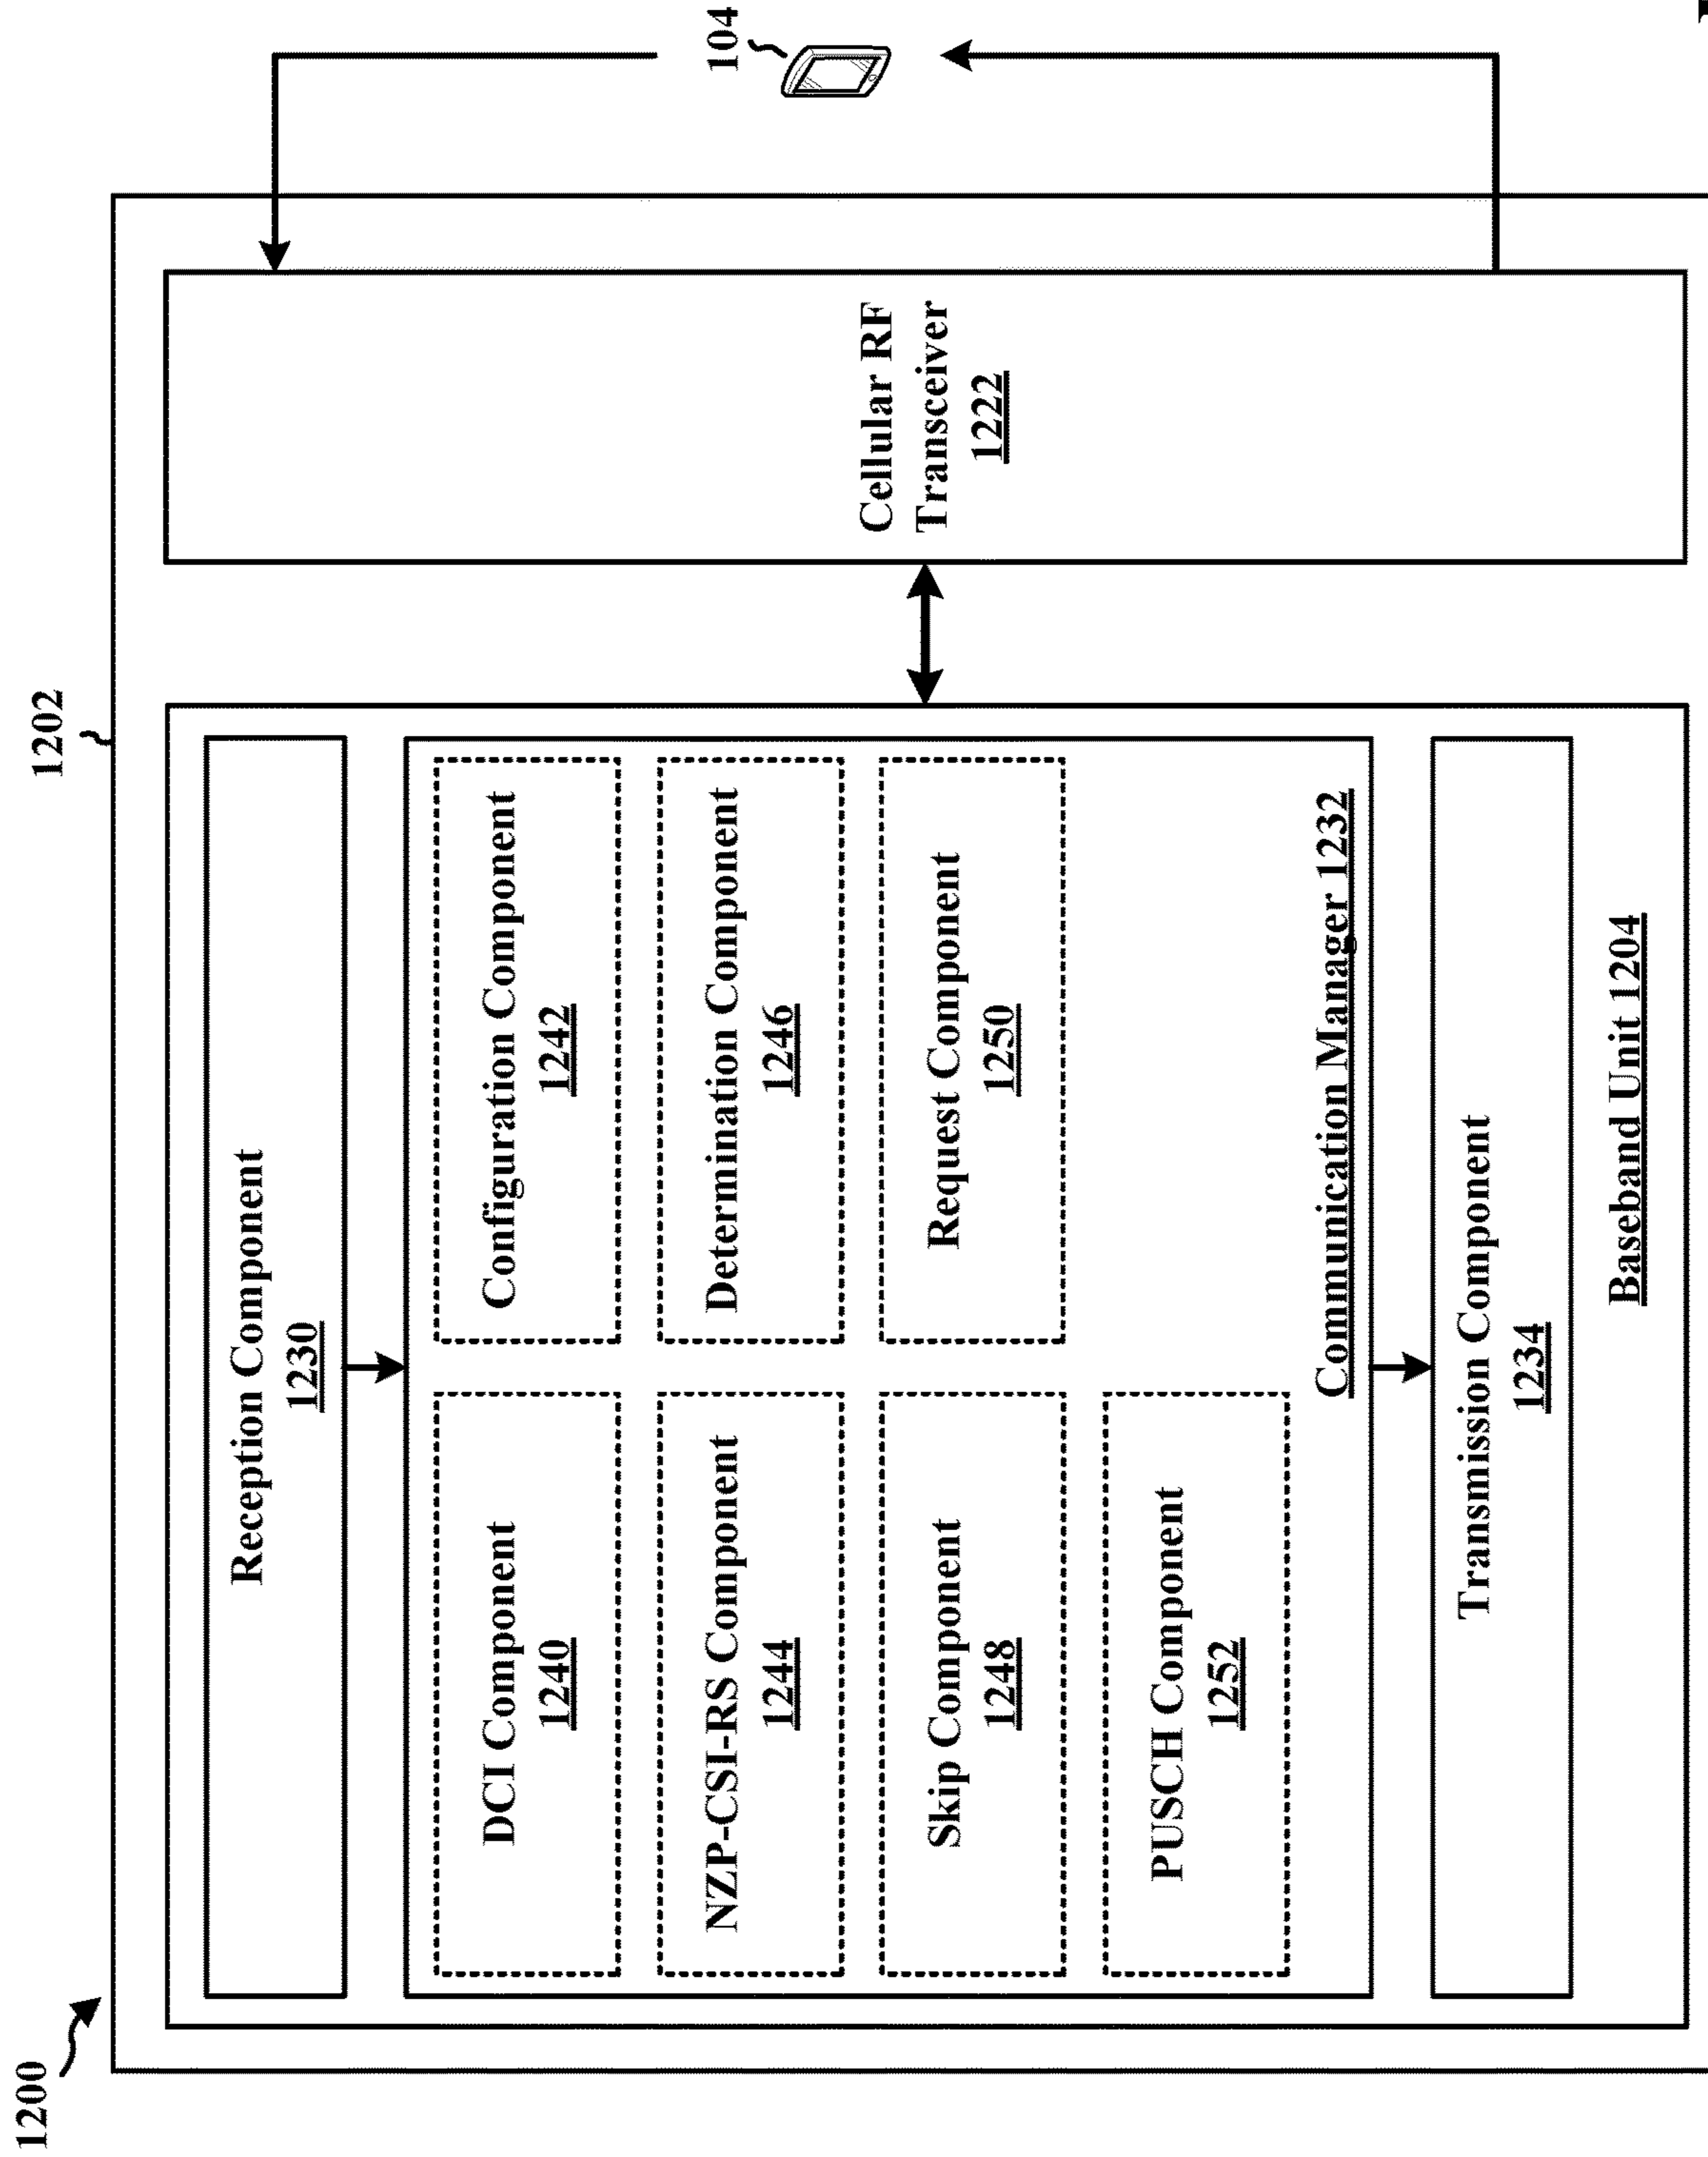 1200
1202
Reception Component
1230
DCI Component
1240
Configuration Component
1242
NZP-CSI-RS Component
1244
Determination Component
1246
Skip Component
1248
Request Component
1250
PUSCH Component
1252
Communication Manager 1232
Transmission Component
1234
Baseband Unit 1204
Cellular RF
Transceiver
1222
104